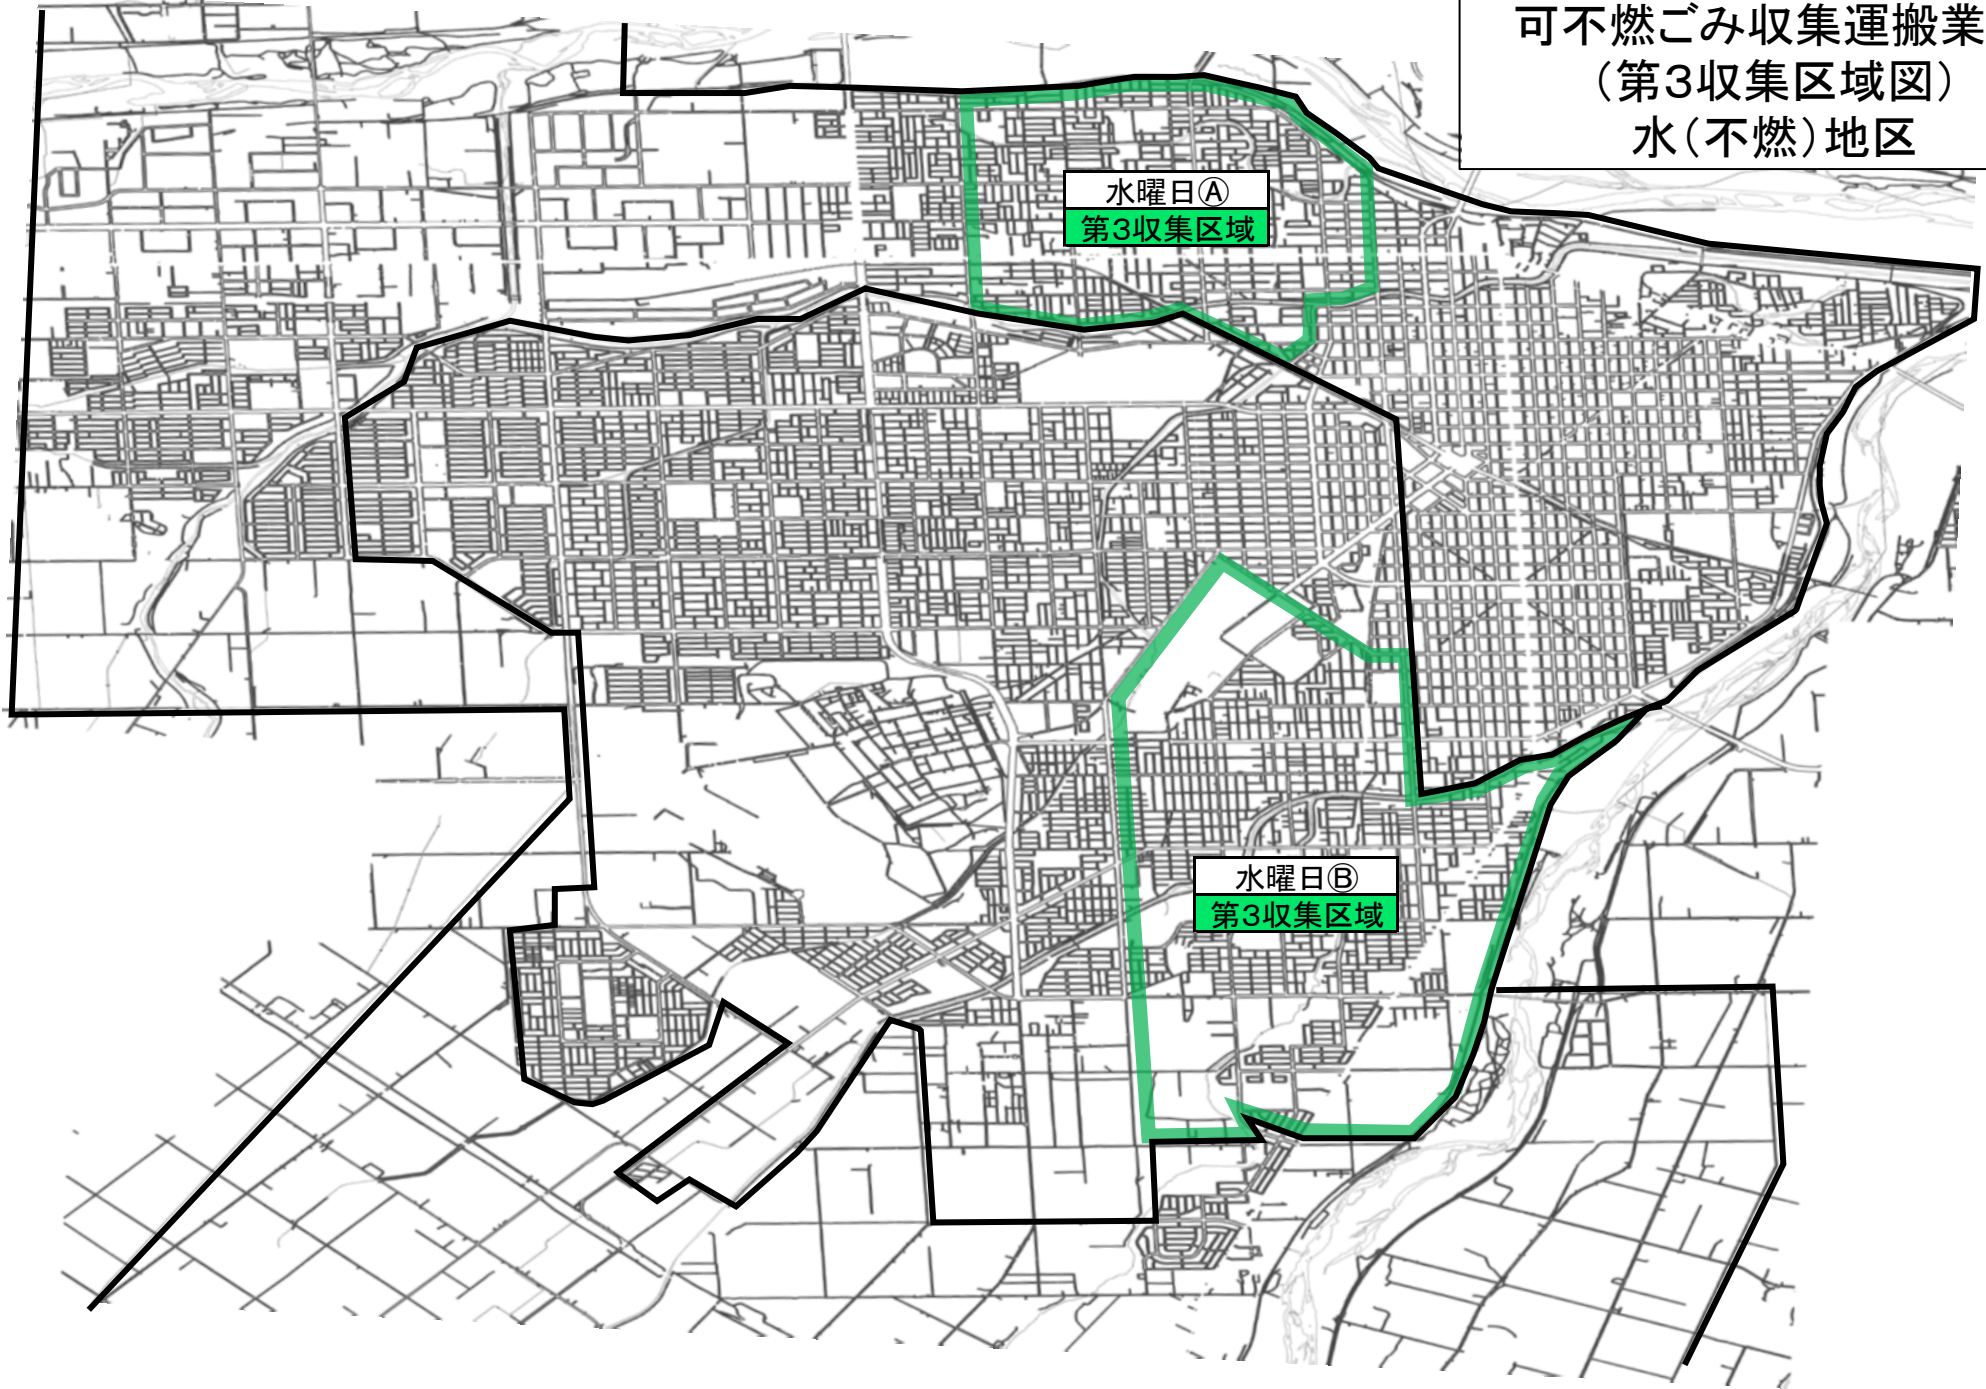 可不燃ごみ収集運搬業
（第3収集区域図）
水（不燃）地区
水曜日Ⓐ
第3収集区域
水曜日Ⓑ
第3収集区域